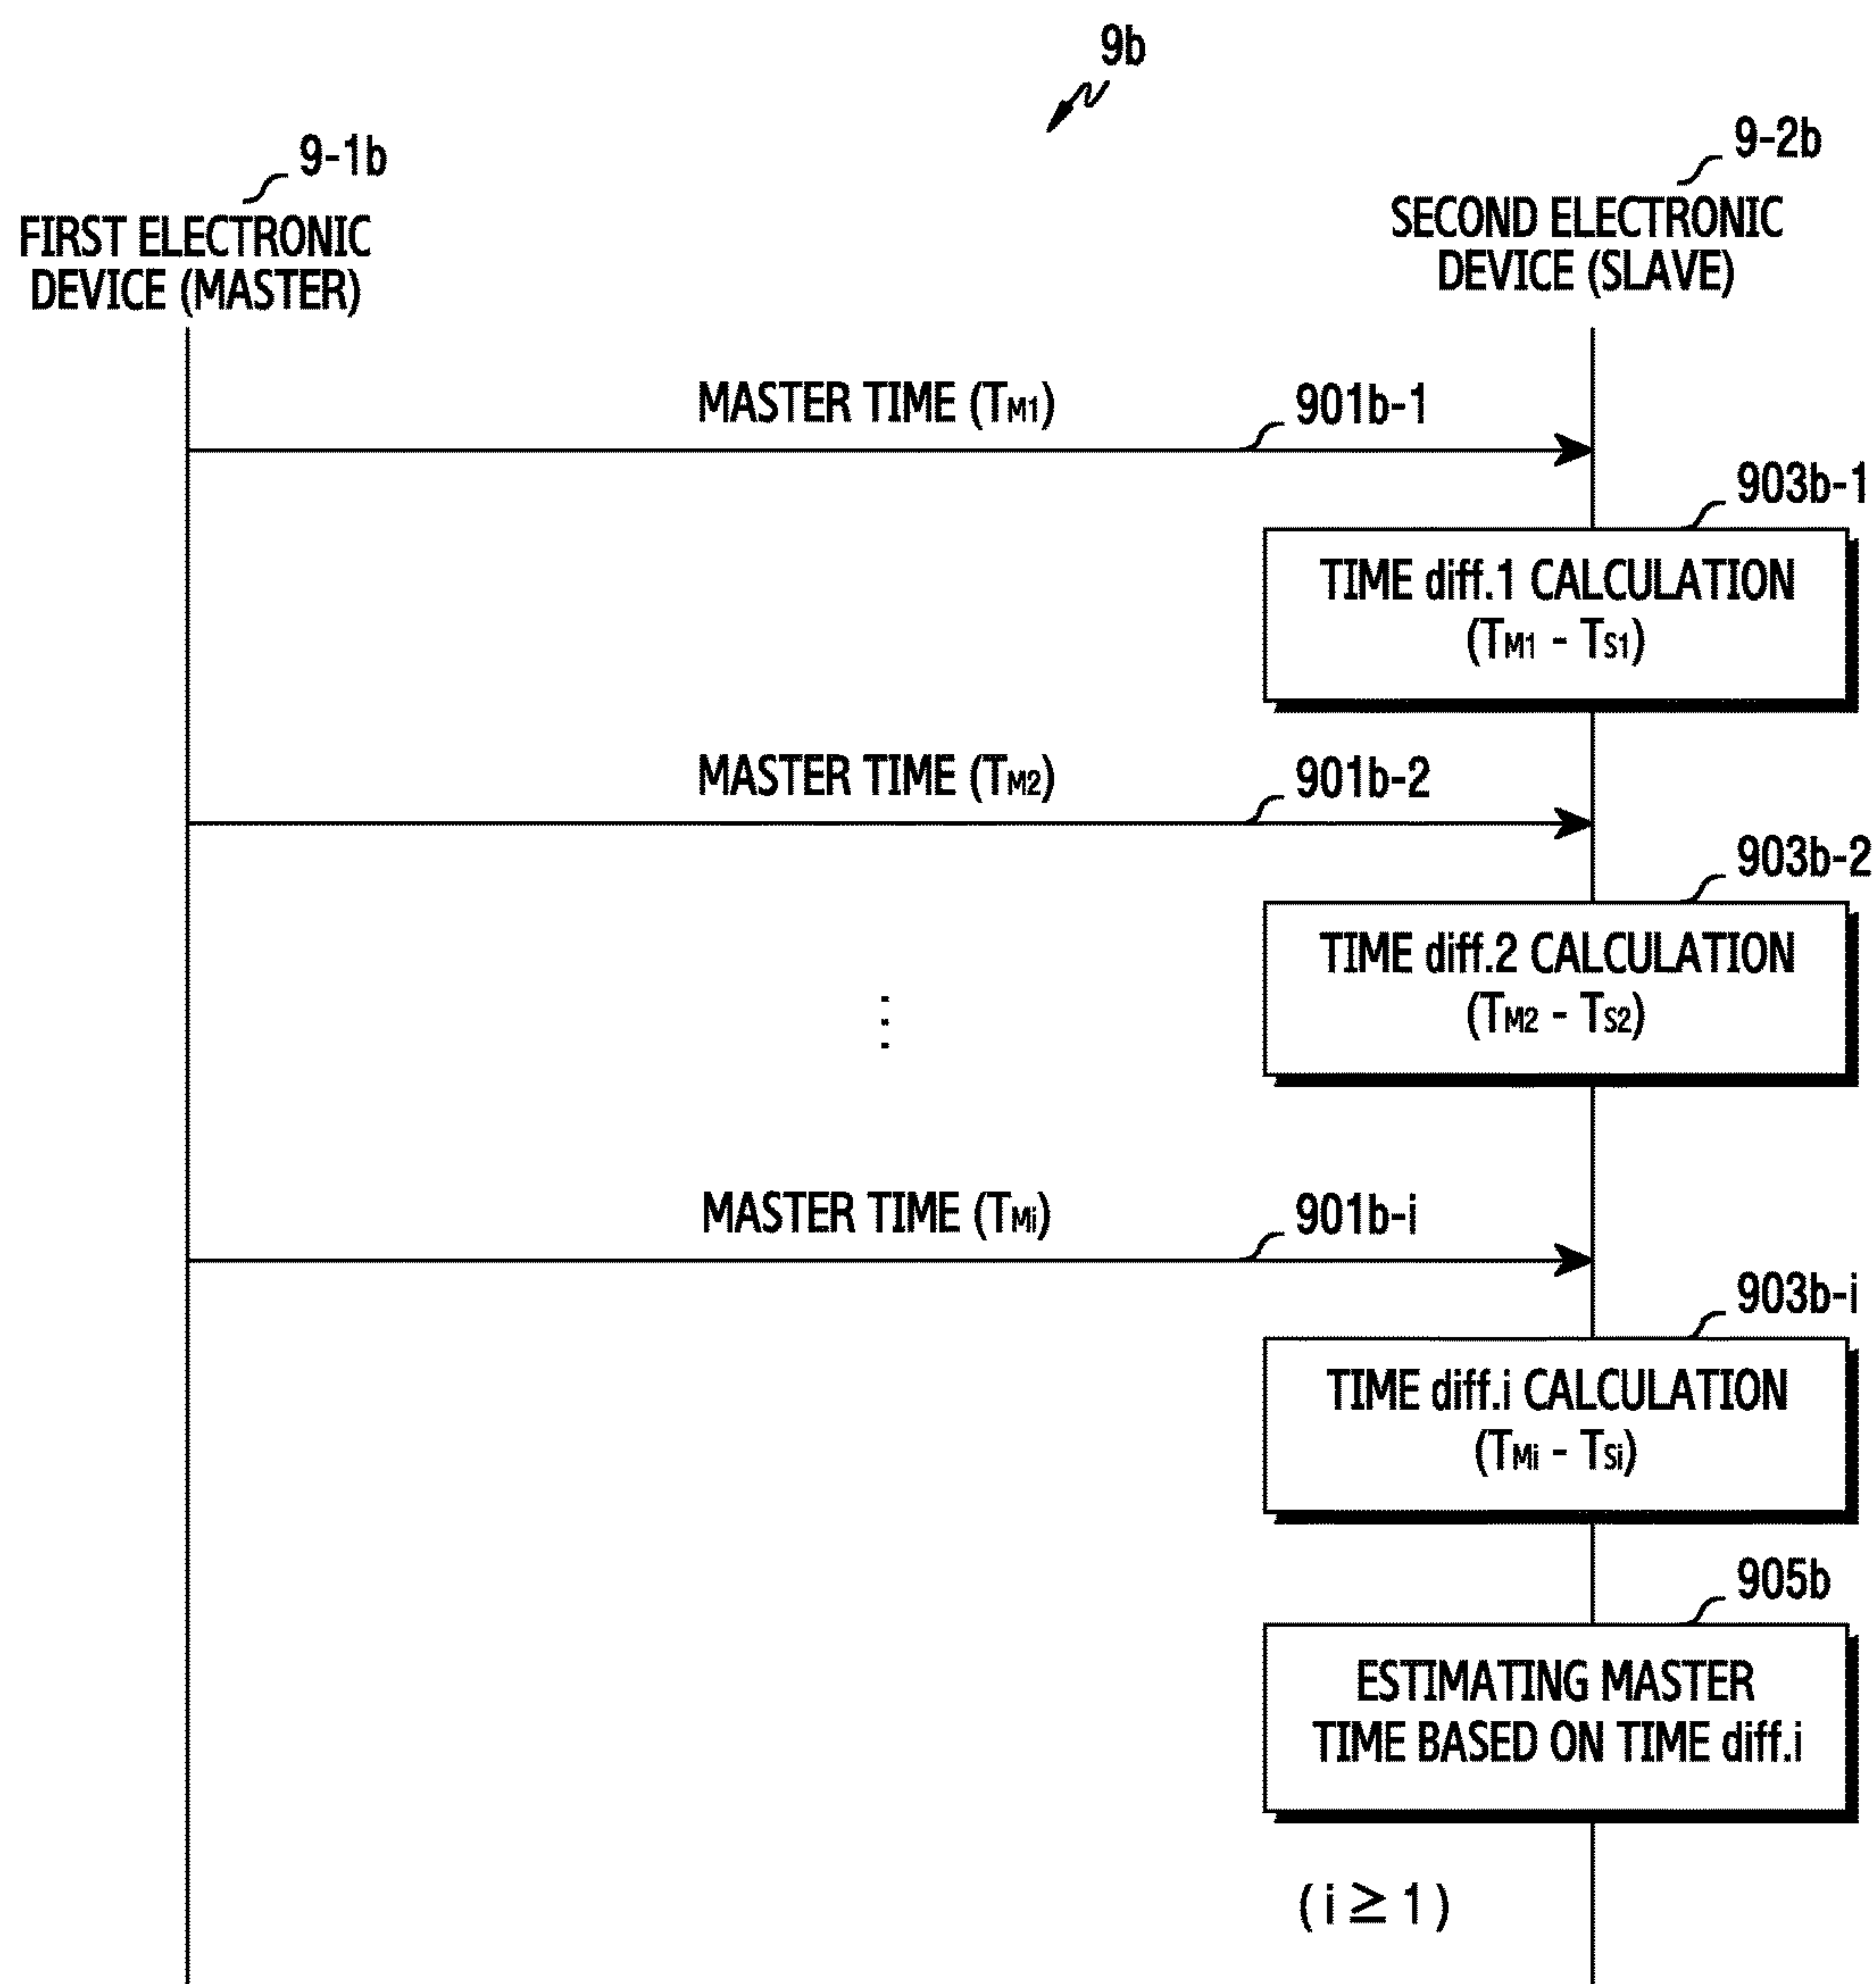 9b
9-1b
FIRST ELECTRONIC
DEVICE (MASTER)
9-2b
SECOND ELECTRONIC
DEVICE (SLAVE)
MASTER TIME (TM1)
901b-1
903b-1
TIME diff.1 CALCULATION
(TM1 - TS1)
MASTER TIME (TM2)
901b-2
903b-2
TIME diff.2 CALCULATION
(TM2 - TS2)
⋮
MASTER TIME (TMi)
901b-i
903b-i
TIME diff.i CALCULATION
(TMi - TSi)
905b
ESTIMATING MASTER
TIME BASED ON TIME diff.i
( i ≥ 1 )